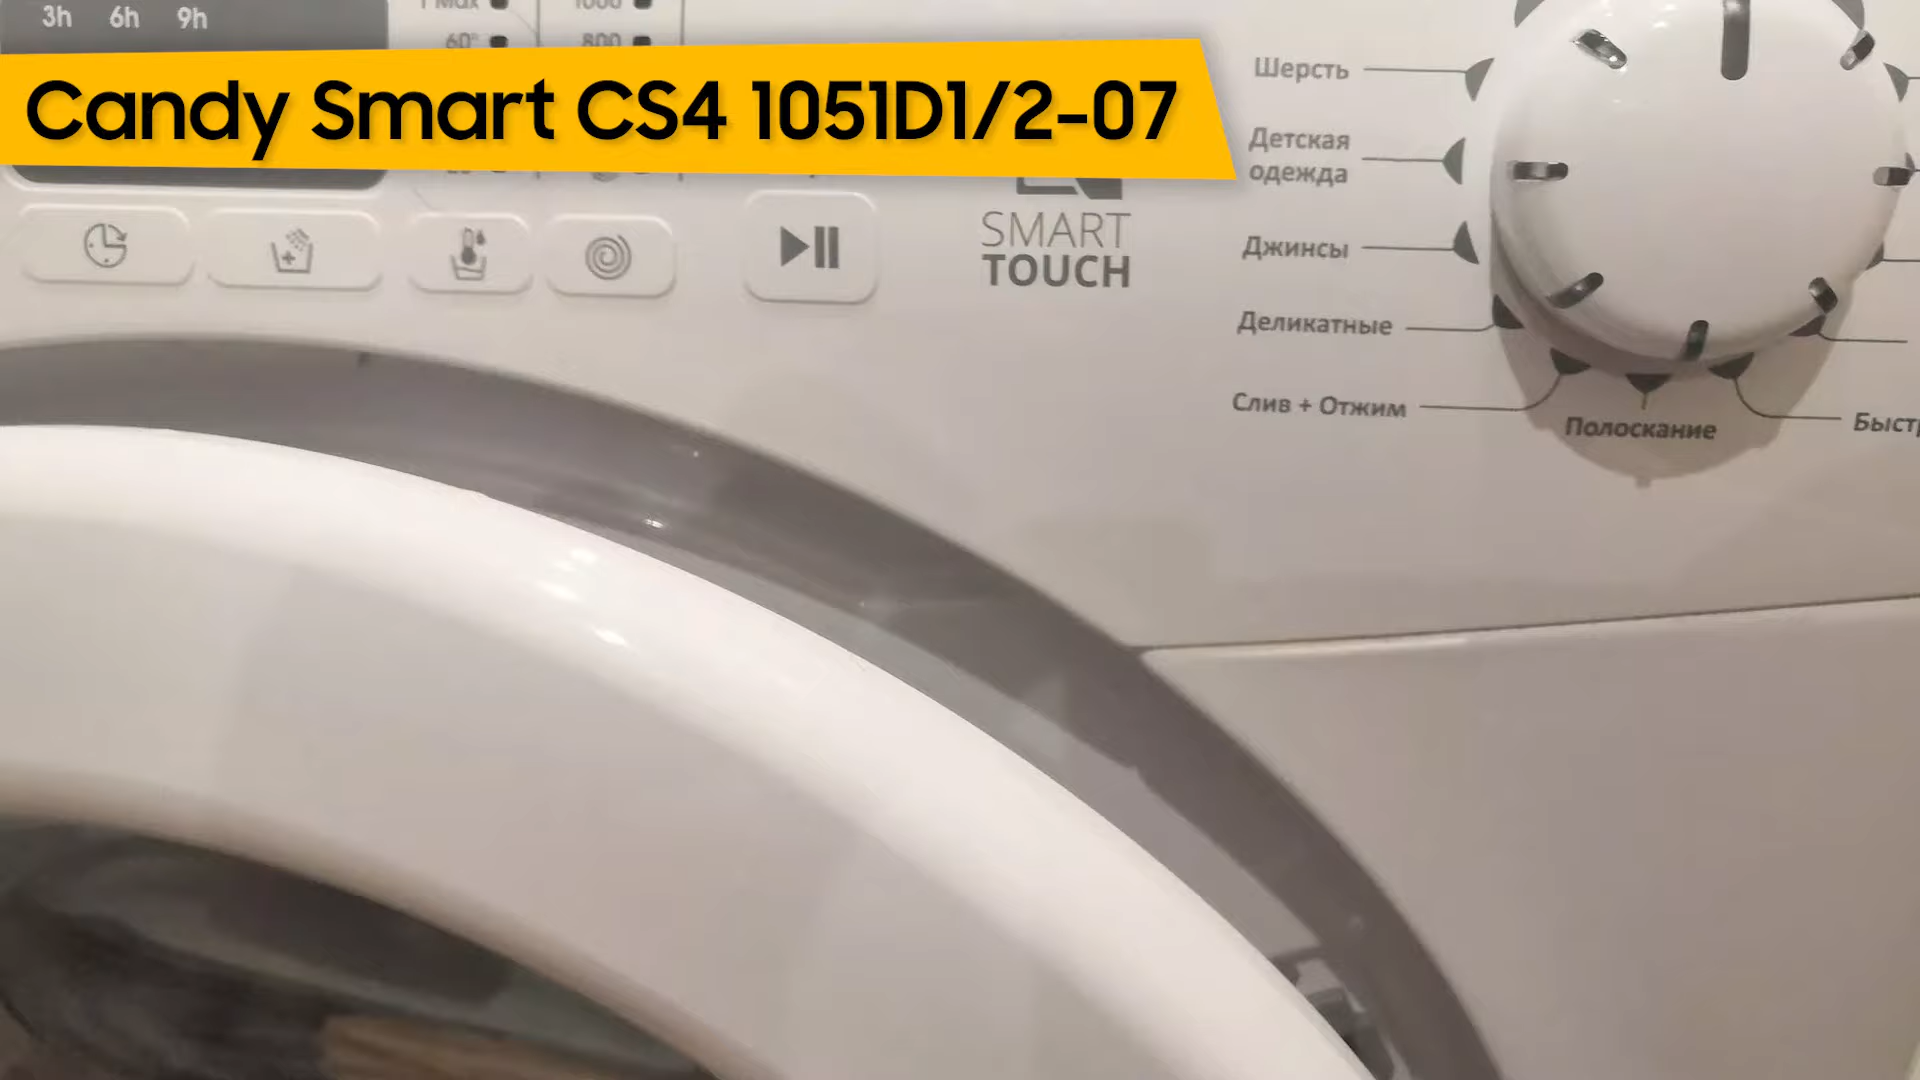 3h 6h 9h
1000
60° 800
Candy Smart CS4 1051D1/2-07
SMART
TOUCH
Шерсть
Детская
одежда
Джинсы
Деликатные
Слив + Отжим
Полоскание